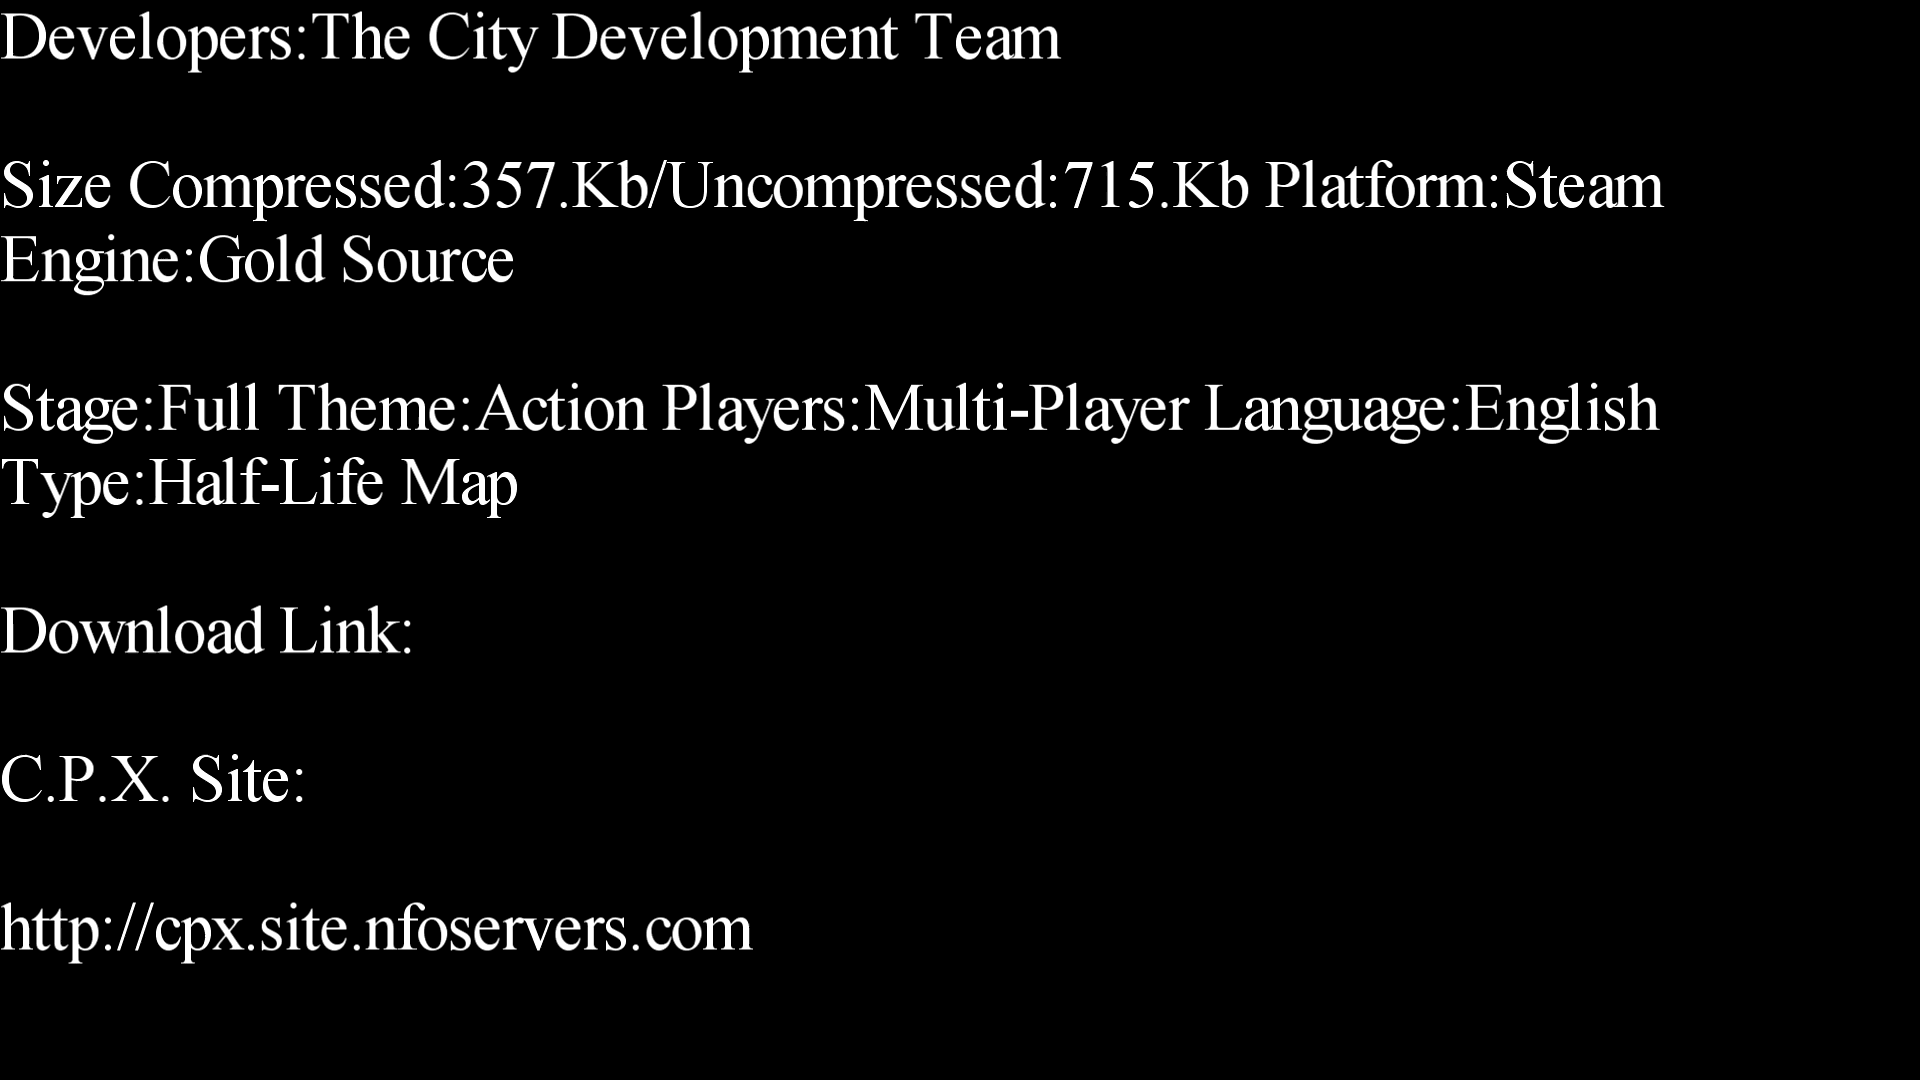 Developers:The City Development Team
Size Compressed:357.Kb/Uncompressed:715.Kb Platform:Steam
Engine:Gold Source
Stage:Full Theme:Action Players:Multi-Player Language:English
Type:Half-Life Map
Download Link:
C.P.X. Site:
http://cpx.site.nfoservers.com